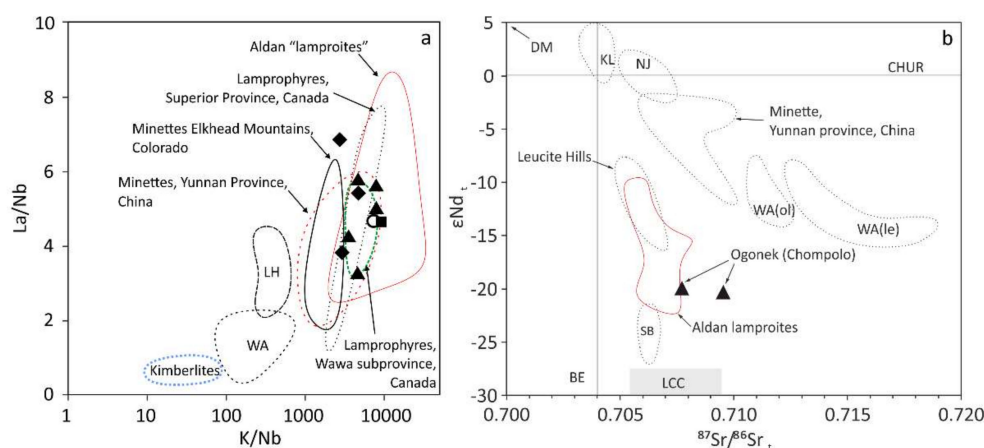 a
Aldan "lamproites"
Lamprophyres,
Superior Province, Canada
Minettes Elkhead Mountains,
Colorado
Minettes, Yunnan Province,
China
LH
WA
Kimberlites
Lamprophyres,
Wawa subprovince,
Canada
10
8
6
4
2
0
La/Nb
1
10
100
1000
10000
K/Nb
b
DM
KL
NJ
CHUR
Minette,
Yunnan province, China
Leucite Hills
WA(ol)
WA(le)
Ogonek (Chompolo)
SB
Aldan lamproites
BE
LCC
5
0
-5
-10
-15
-20
-25
-30
εNd t
0.700
0.705
0.710
0.715
0.720
⁸⁷Sr/⁸⁶Sr t